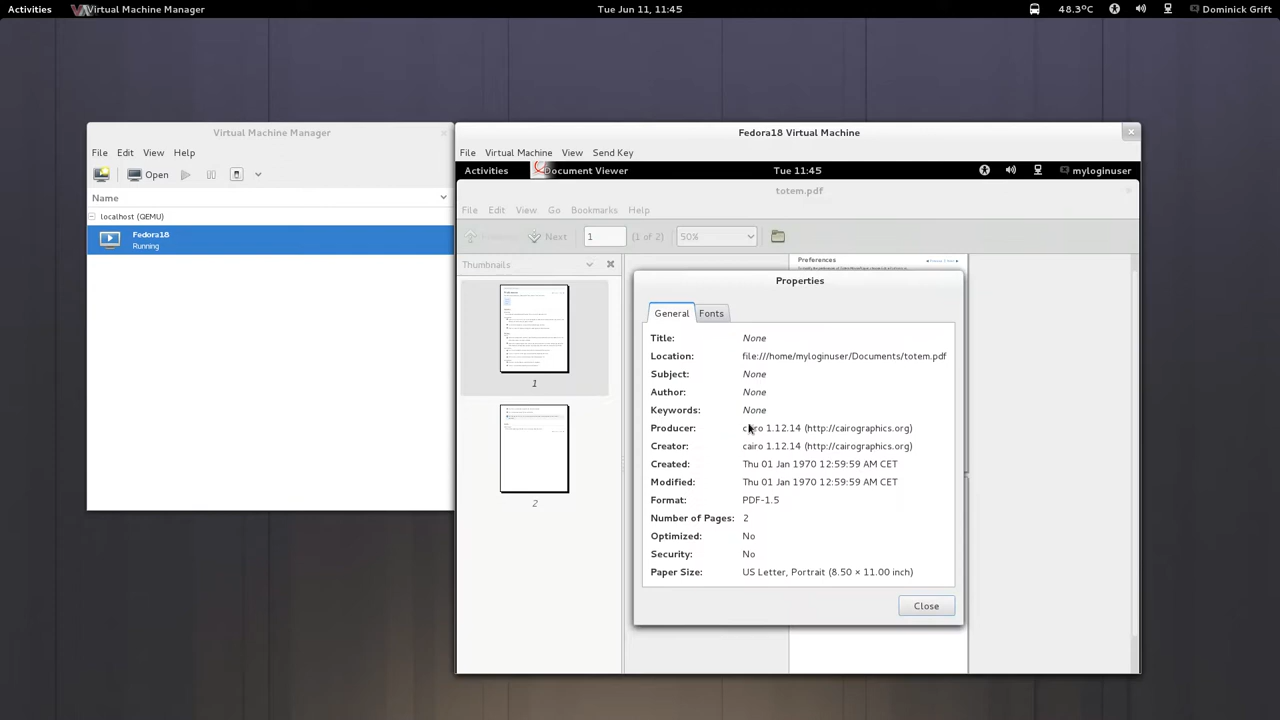 Activities Virtual Machine Manager Tue Jun 11, 11:45 48.3°C Dominick Grift
Virtual Machine Manager
File Edit View Help
Open
Name
localhost (QEMU)
Fedora18
Running
Fedora18 Virtual Machine
File Virtual Machine View Send Key
Activities Document Viewer Tue 11:45 myloginuser
totem.pdf
File Edit View Go Bookmarks Help
Next 1 (1 of 2) 50%
Thumbnails
1
2
Preferences
Properties
General Fonts
Title: None
Location: file:///home/myloginuser/Documents/totem.pdf
Subject: None
Author: None
Keywords: None
Producer: cairo 1.12.14 (http://cairographics.org)
Creator: cairo 1.12.14 (http://cairographics.org)
Created: Thu 01 Jan 1970 12:59:59 AM CET
Modified: Thu 01 Jan 1970 12:59:59 AM CET
Format: PDF-1.5
Number of Pages: 2
Optimized: No
Security: No
Paper Size: US Letter, Portrait (8.50 × 11.00 inch)
Close